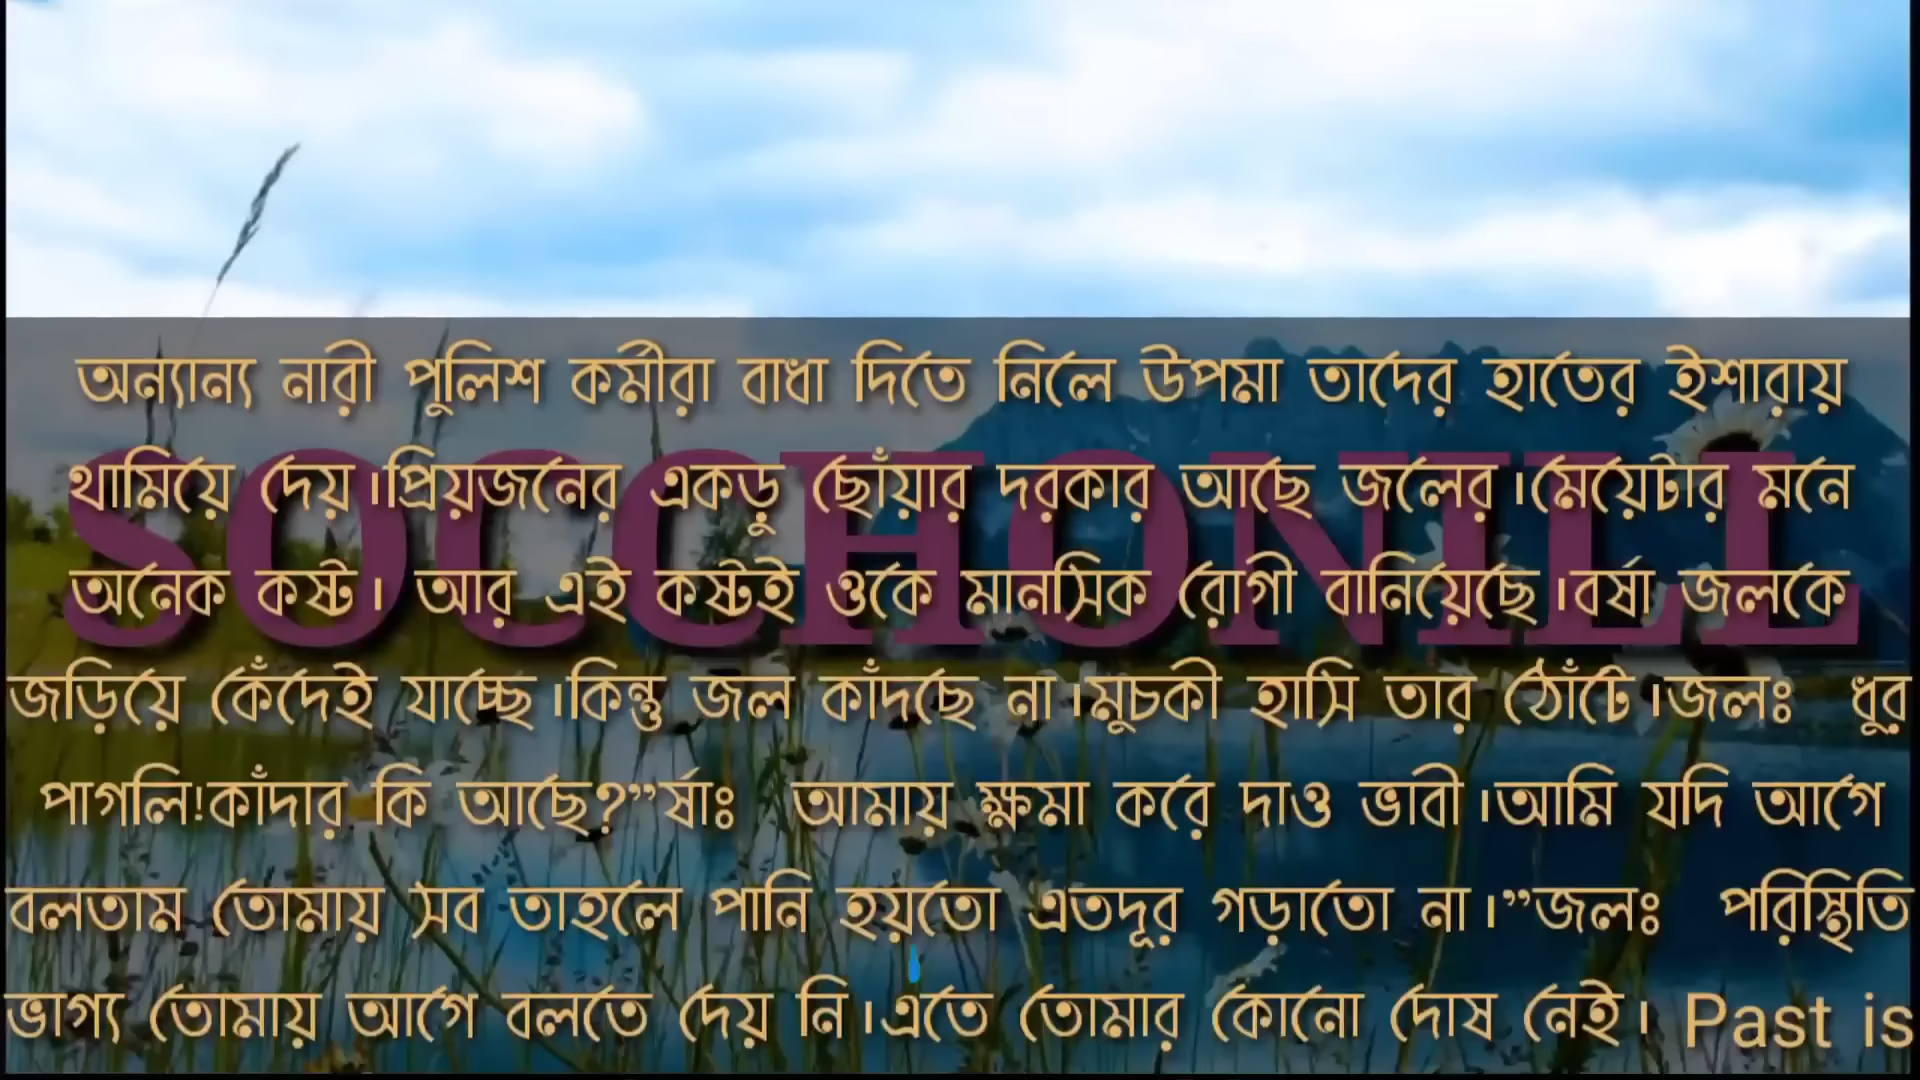 অন্যান্য নারী পুলিশ কর্মীরা বাধা দিতে নিলে উপমা তাদের হাতের ইশারায়
থামিয়ে দেয়।প্রিয়জনের একড়ু ছোঁয়ার দরকার আছে জলের।মেয়েটার মনে
অনেক কষ্ট। আর এই কষ্টই ওকে মানসিক রোগী বানিয়েছে।বর্ষা জলকে
জড়িয়ে কেঁদেই যাচ্ছে।কিন্তু জল কাঁদছে না।মুচকী হাসি তার ঠোঁটে।জলঃ ধুর
পাগলি!কাঁদার কি আছে?”র্ষাঃ আমায় ক্ষমা করে দাও ভাবী।আমি যদি আগে
বলতাম তোমায় সব তাহলে পানি হয়তো এতদূর গড়াতো না।”জলঃ পরিস্থিতি
ভাগ্য তোমায় আগে বলতে দেয় নি।এতে তোমার কোনো দোষ নেই। Past is
SOCCHONILL